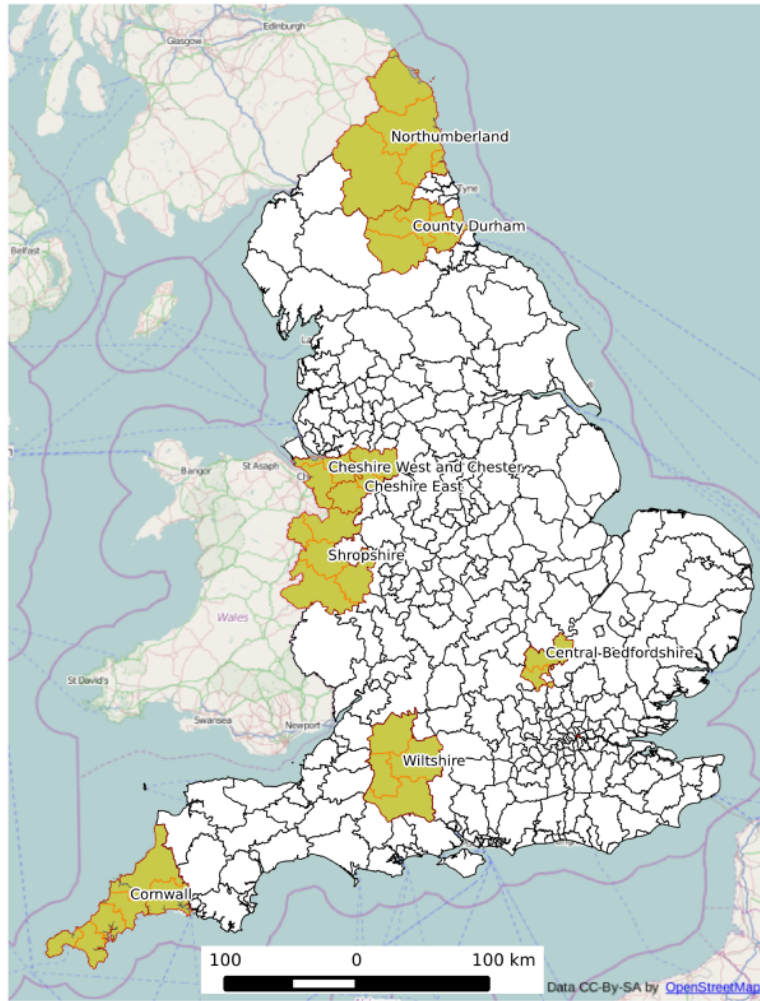 Edinburgh
Glasgow
Northumberland
Tyne
County Durham
Belfast
Cheshire West and Chester
Bangor
St Asaph
Cheshire East
Shropshire
Wales
Central Bedfordshire
St David's
Swansea
Newport
Wiltshire
Cornwall
100 0 100 km
Data CC-By-SA by OpenStreetMap